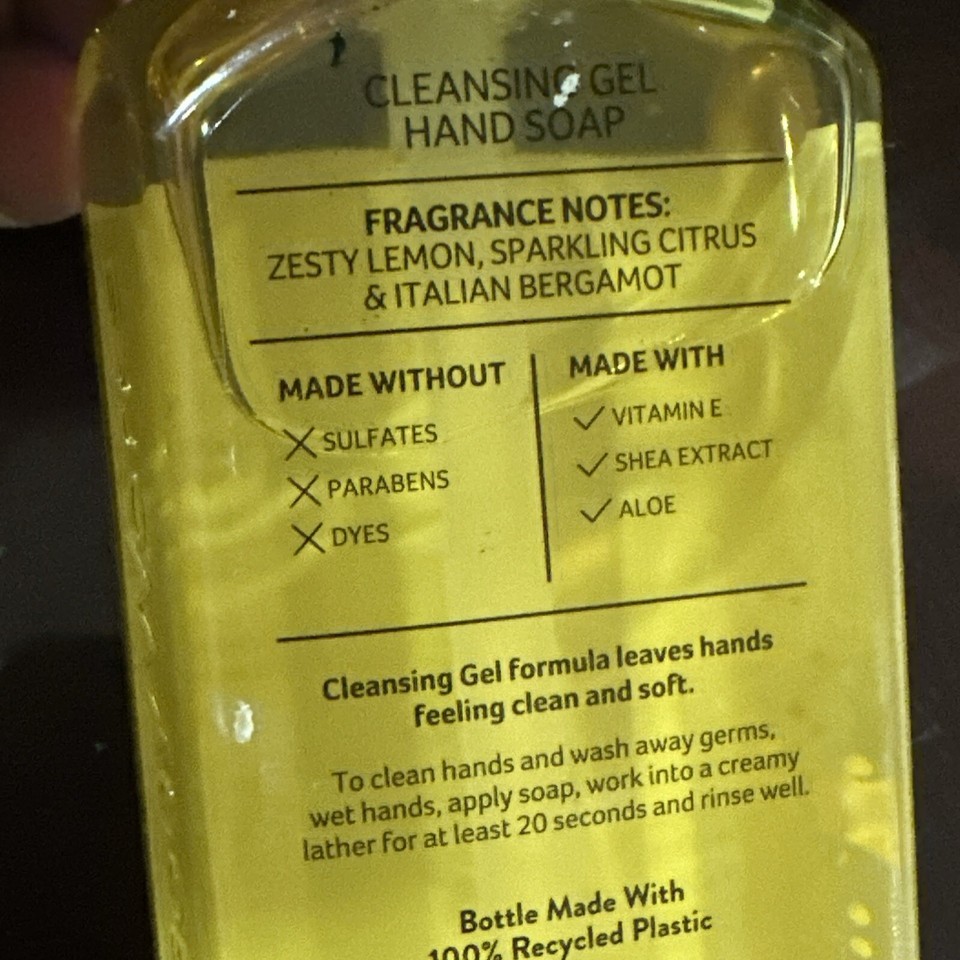 CLEANSING GEL
HAND SOAP
FRAGRANCE NOTES:
ZESTY LEMON, SPARKLING CITRUS
& ITALIAN BERGAMOT
MADE WITHOUT
SULFATES
PARABENS
DYES
MADE WITH
VITAMIN E
SHEA EXTRACT
ALOE
Cleansing Gel formula leaves hands
feeling clean and soft.
To clean hands and wash away germs,
wet hands, apply soap, work into a creamy
lather for at least 20 seconds and rinse well.
Bottle Made With
100% Recycled Plastic